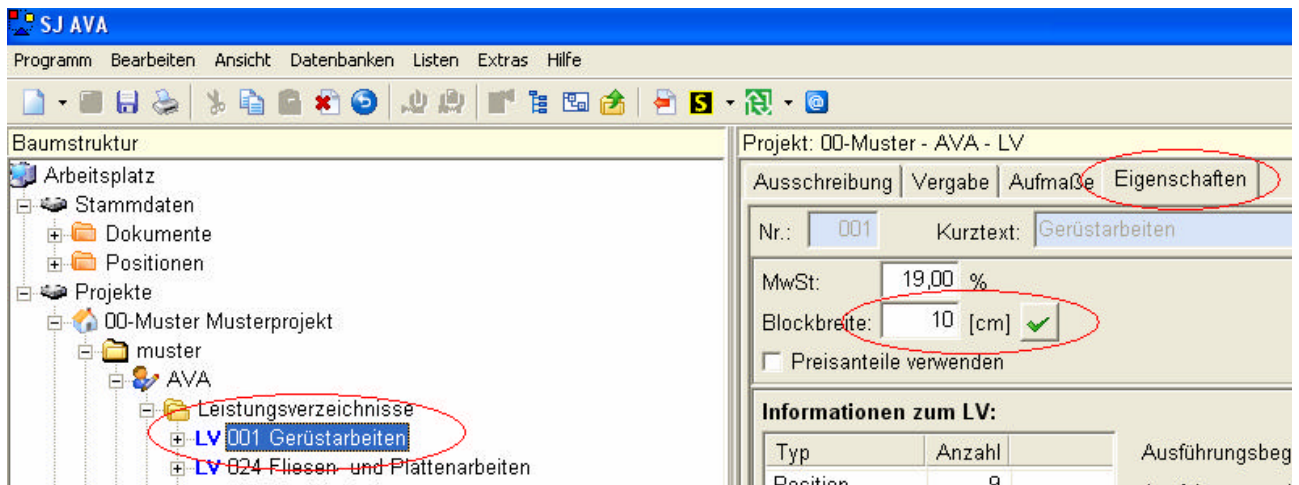 SJ AVA
Programm Bearbeiten Ansicht Datenbanken Listen Extras Hilfe
S @
Baumstruktur
Arbeitsplatz
Stammdaten
Dokumente
Positionen
Projekte
00-Muster Musterprojekt
muster
AVA
Leistungsverzeichnisse
LV 001 Gerüstarbeiten
LV 024 Fliesen- und Plattenarbeiten
Projekt: 00-Muster - AVA - LV
Ausschreibung Vergabe Aufmaße Eigenschaften
Nr.: 001 Kurztext: Gerüstarbeiten
MwSt: 19,00 %
Blockbreite: 10 [cm]
Preisanteile verwenden
Informationen zum LV:
Typ Anzahl Ausführungsbeg
Position 9